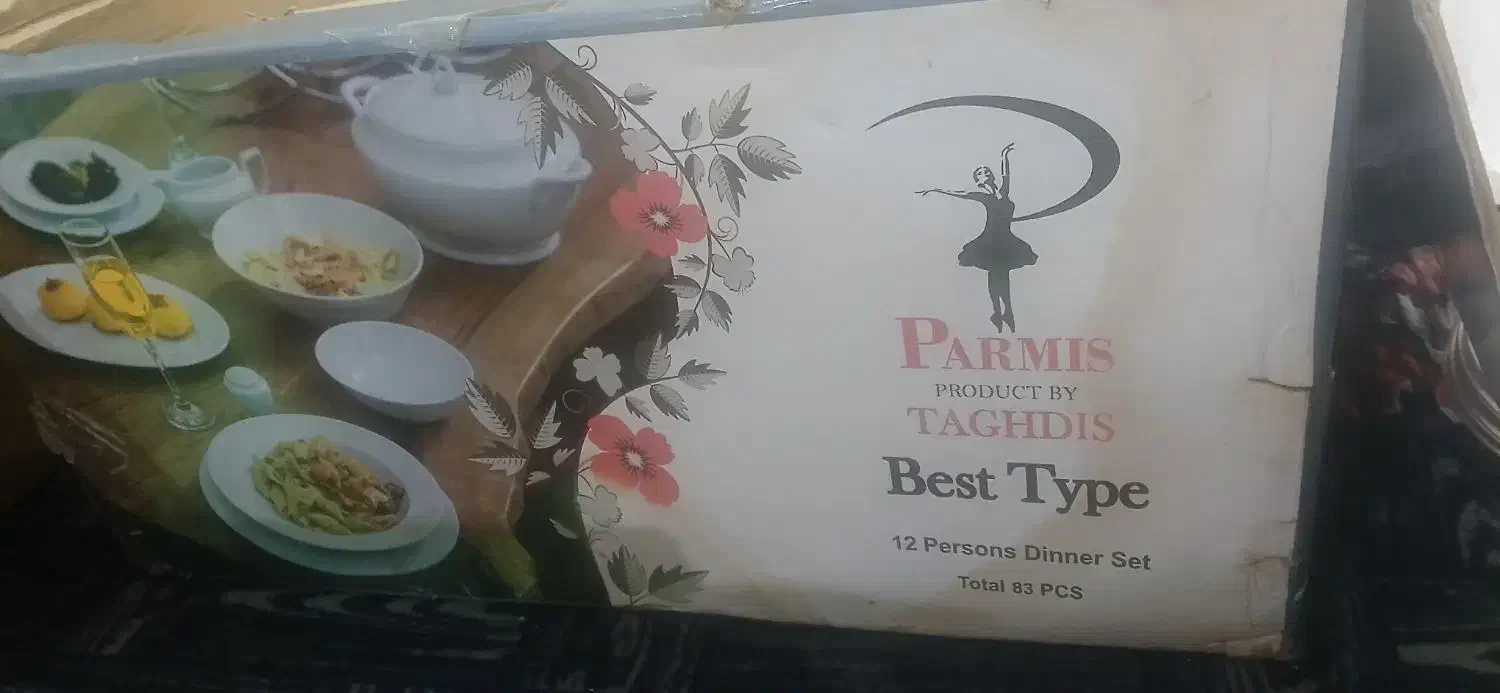 PARMIS
PRODUCT BY
TAGHDIS
Best Type
12 Persons Dinner Set
Total 83 PCS